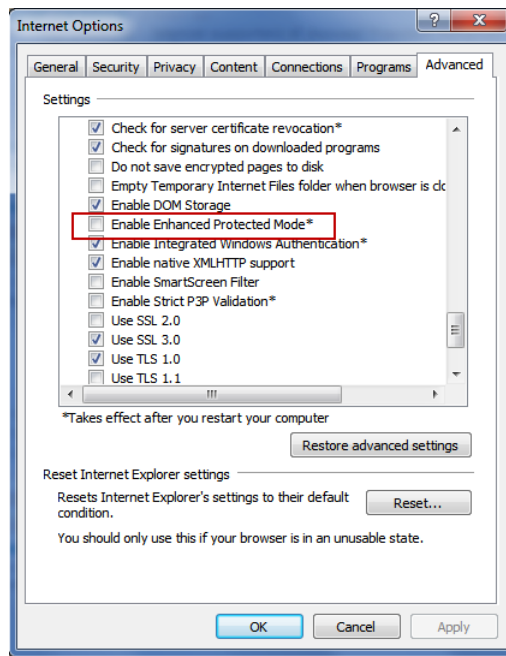 Internet Options
General Security Privacy Content Connections Programs Advanced
Settings
Check for server certificate revocation*
Check for signatures on downloaded programs
Do not save encrypted pages to disk
Empty Temporary Internet Files folder when browser is clo
Enable DOM Storage
Enable Enhanced Protected Mode*
Enable Integrated Windows Authentication*
Enable native XMLHTTP support
Enable SmartScreen Filter
Enable Strict P3P Validation*
Use SSL 2.0
Use SSL 3.0
Use TLS 1.0
Use TLS 1.1
*Takes effect after you restart your computer
Restore advanced settings
Reset Internet Explorer settings
Resets Internet Explorer's settings to their default
condition.
Reset...
You should only use this if your browser is in an unusable state.
OK Cancel Apply